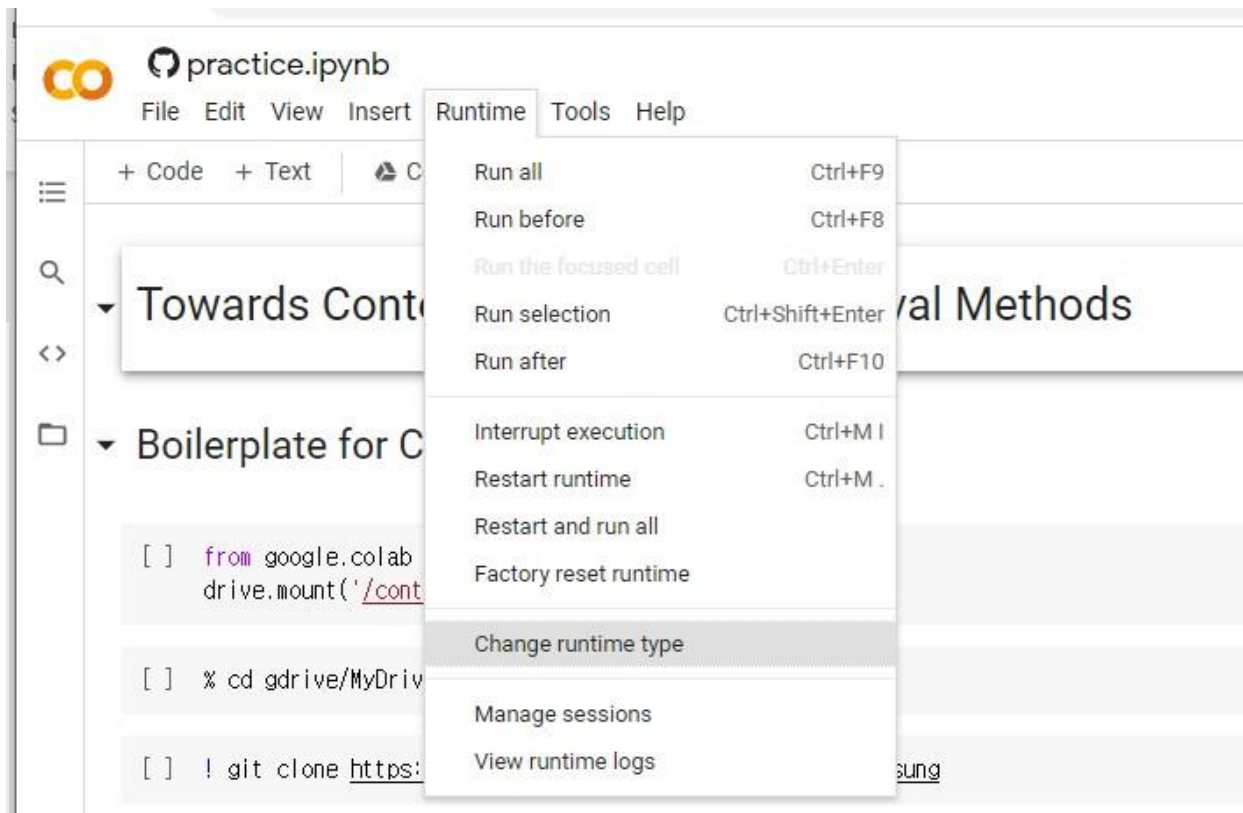 practice.ipynb
File Edit View Insert Runtime Tools Help
+ Code + Text
Run all Ctrl+F9
Run before Ctrl+F8
Run the focused cell Ctrl+Enter
Run selection Ctrl+Shift+Enter
Run after Ctrl+F10
Interrupt execution Ctrl+M I
Restart runtime Ctrl+M .
Restart and run all
Factory reset runtime
Change runtime type
Manage sessions
View runtime logs
Towards Conte val Methods
Boilerplate for C
[ ] from google.colab
drive.mount('/cont
[ ] % cd gdrive/MyDriv
[ ] ! git clone https: sung